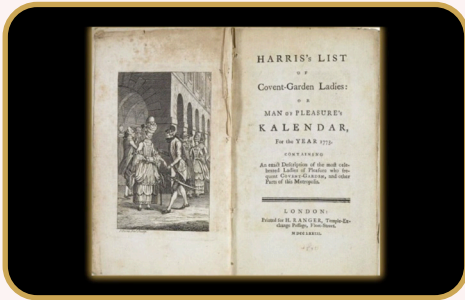 HARRIS's LIST
OF
Covent-Garden Ladies:
OR
MAN OF PLEASURE's
KALENDAR,
For the YEAR 1773.
CONTAINING
An exact Description of the most cele-
brated Ladies of Pleasure who fre-
quent COVENT-GARDEN, and other
Parts of this Metropolis.
LONDON:
Printed for H. RANGER, Temple-Ex-
change Passage, Fleet-Street.
MDCCLXXIII.